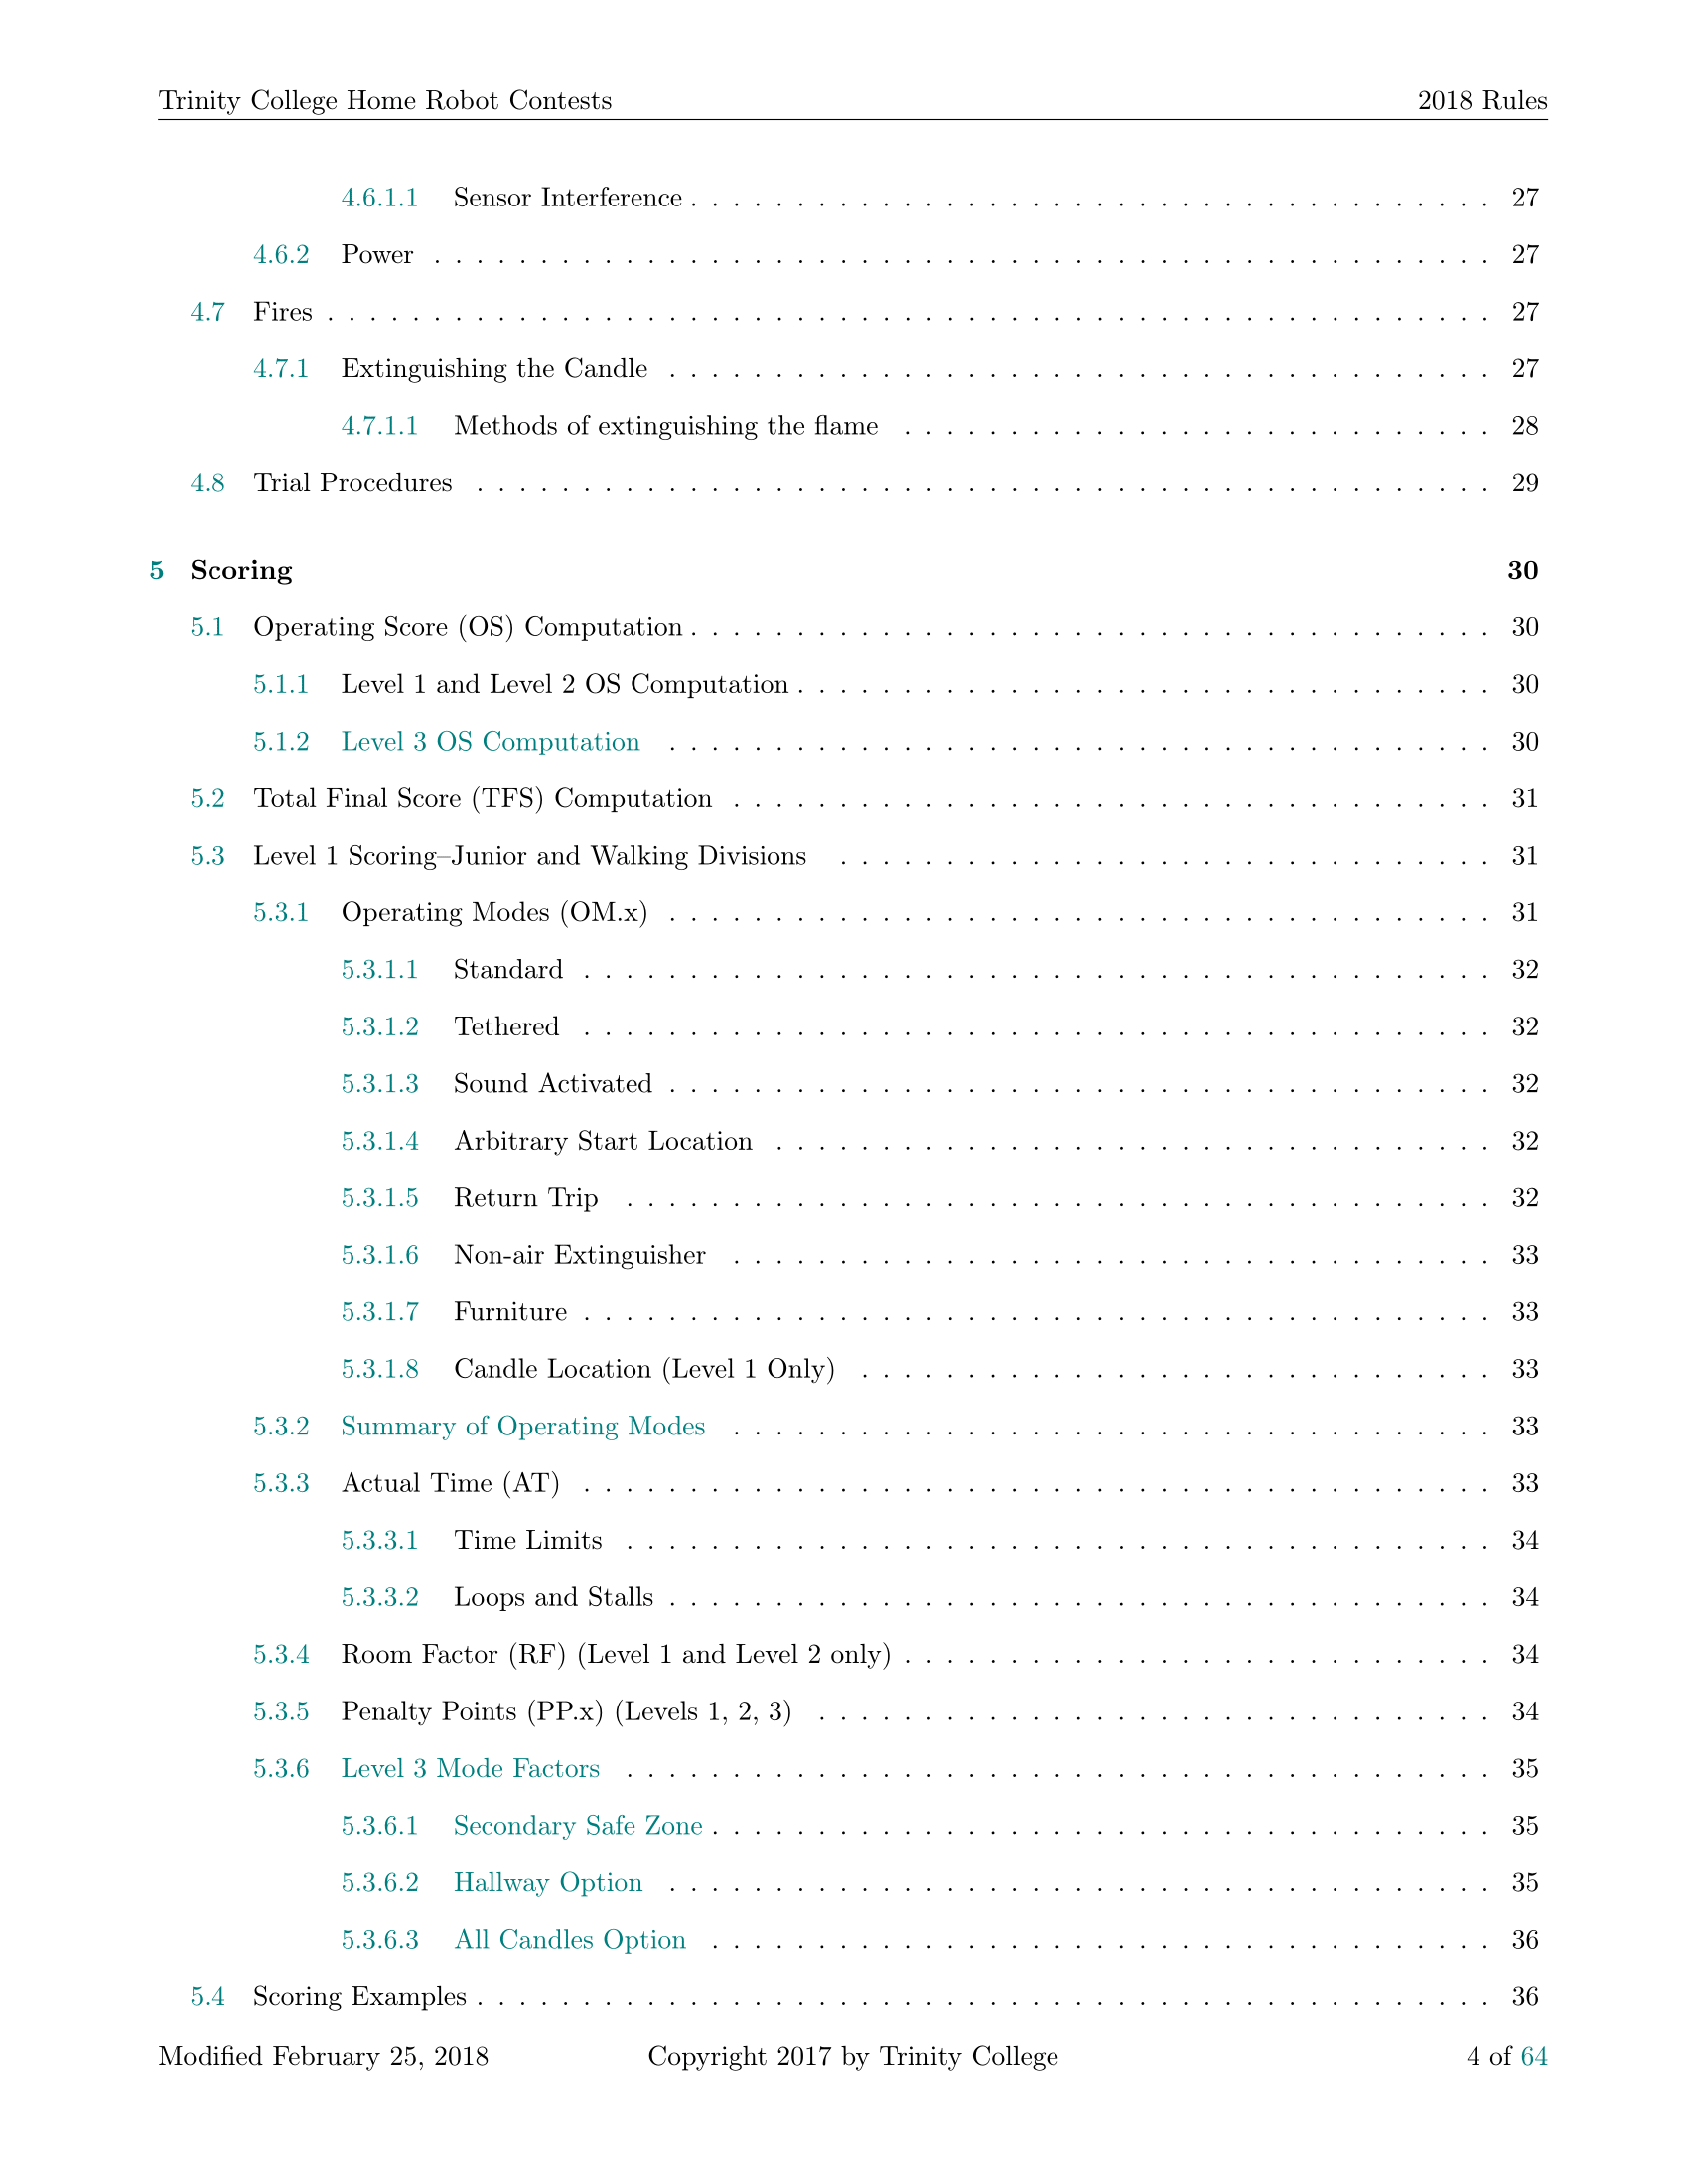 Trinity College Home Robot Contests 2018 Rules
4.6.1.1 Sensor Interference . . . . . . . . . . . . . . . . . . . . . . . . . . . . . . . . . . . . . . 27
4.6.2 Power . . . . . . . . . . . . . . . . . . . . . . . . . . . . . . . . . . . . . . . . . . . . . . . . . . 27
4.7 Fires . . . . . . . . . . . . . . . . . . . . . . . . . . . . . . . . . . . . . . . . . . . . . . . . . . . . . . . 27
4.7.1 Extinguishing the Candle . . . . . . . . . . . . . . . . . . . . . . . . . . . . . . . . . . . . . . . 27
4.7.1.1 Methods of extinguishing the flame . . . . . . . . . . . . . . . . . . . . . . . . . . . . 28
4.8 Trial Procedures . . . . . . . . . . . . . . . . . . . . . . . . . . . . . . . . . . . . . . . . . . . . . . . . 29
5 Scoring 30
5.1 Operating Score (OS) Computation . . . . . . . . . . . . . . . . . . . . . . . . . . . . . . . . . . . . . . 30
5.1.1 Level 1 and Level 2 OS Computation . . . . . . . . . . . . . . . . . . . . . . . . . . . . . . . . . 30
5.1.2 Level 3 OS Computation . . . . . . . . . . . . . . . . . . . . . . . . . . . . . . . . . . . . . . . 30
5.2 Total Final Score (TFS) Computation . . . . . . . . . . . . . . . . . . . . . . . . . . . . . . . . . . . . 31
5.3 Level 1 Scoring–Junior and Walking Divisions . . . . . . . . . . . . . . . . . . . . . . . . . . . . . . . 31
5.3.1 Operating Modes (OM.x) . . . . . . . . . . . . . . . . . . . . . . . . . . . . . . . . . . . . . . . 31
5.3.1.1 Standard . . . . . . . . . . . . . . . . . . . . . . . . . . . . . . . . . . . . . . . . . . . 32
5.3.1.2 Tethered . . . . . . . . . . . . . . . . . . . . . . . . . . . . . . . . . . . . . . . . . . . 32
5.3.1.3 Sound Activated . . . . . . . . . . . . . . . . . . . . . . . . . . . . . . . . . . . . . . . 32
5.3.1.4 Arbitrary Start Location . . . . . . . . . . . . . . . . . . . . . . . . . . . . . . . . . . 32
5.3.1.5 Return Trip . . . . . . . . . . . . . . . . . . . . . . . . . . . . . . . . . . . . . . . . . 32
5.3.1.6 Non-air Extinguisher . . . . . . . . . . . . . . . . . . . . . . . . . . . . . . . . . . . . 33
5.3.1.7 Furniture . . . . . . . . . . . . . . . . . . . . . . . . . . . . . . . . . . . . . . . . . . . 33
5.3.1.8 Candle Location (Level 1 Only) . . . . . . . . . . . . . . . . . . . . . . . . . . . . . . 33
5.3.2 Summary of Operating Modes . . . . . . . . . . . . . . . . . . . . . . . . . . . . . . . . . . . . 33
5.3.3 Actual Time (AT) . . . . . . . . . . . . . . . . . . . . . . . . . . . . . . . . . . . . . . . . . . . 33
5.3.3.1 Time Limits . . . . . . . . . . . . . . . . . . . . . . . . . . . . . . . . . . . . . . . . . 34
5.3.3.2 Loops and Stalls . . . . . . . . . . . . . . . . . . . . . . . . . . . . . . . . . . . . . . . 34
5.3.4 Room Factor (RF) (Level 1 and Level 2 only) . . . . . . . . . . . . . . . . . . . . . . . . . . . . 34
5.3.5 Penalty Points (PP.x) (Levels 1, 2, 3) . . . . . . . . . . . . . . . . . . . . . . . . . . . . . . . . 34
5.3.6 Level 3 Mode Factors . . . . . . . . . . . . . . . . . . . . . . . . . . . . . . . . . . . . . . . . . 35
5.3.6.1 Secondary Safe Zone . . . . . . . . . . . . . . . . . . . . . . . . . . . . . . . . . . . . . 35
5.3.6.2 Hallway Option . . . . . . . . . . . . . . . . . . . . . . . . . . . . . . . . . . . . . . . 35
5.3.6.3 All Candles Option . . . . . . . . . . . . . . . . . . . . . . . . . . . . . . . . . . . . . 36
5.4 Scoring Examples . . . . . . . . . . . . . . . . . . . . . . . . . . . . . . . . . . . . . . . . . . . . . . . . 36
Modified February 25, 2018 Copyright 2017 by Trinity College 4 of 64